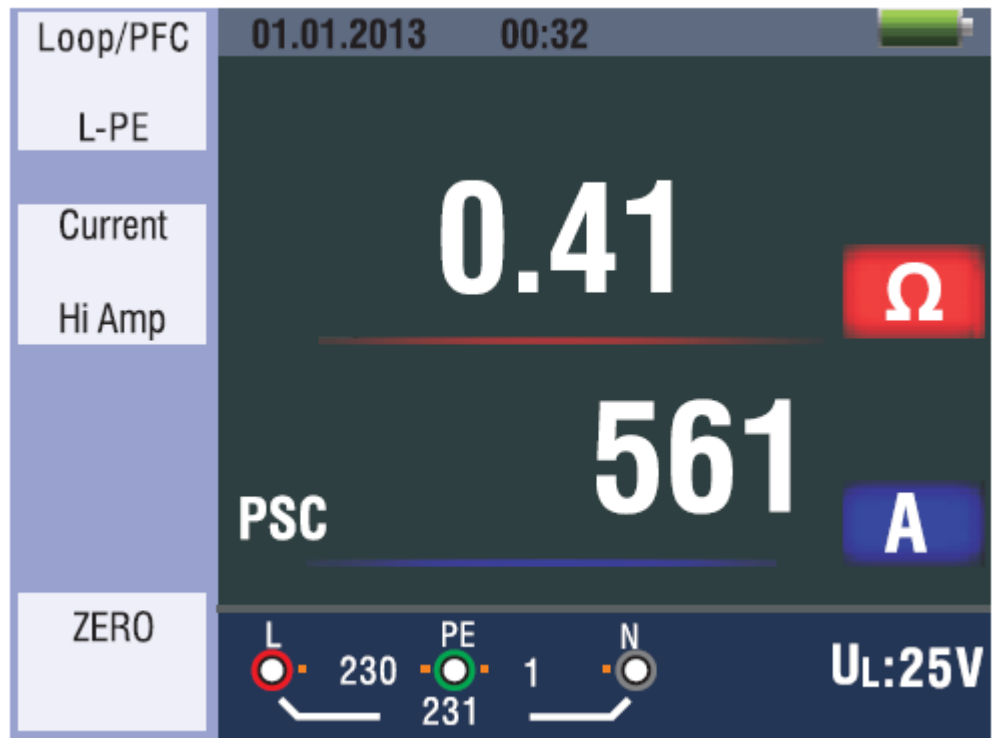 Loop/PFC
L-PE
01.01.2013 00:32
Current
Hi Amp
0.41 Ω
561
PSC A
ZERO
L PE N
230 1
231
UL:25V